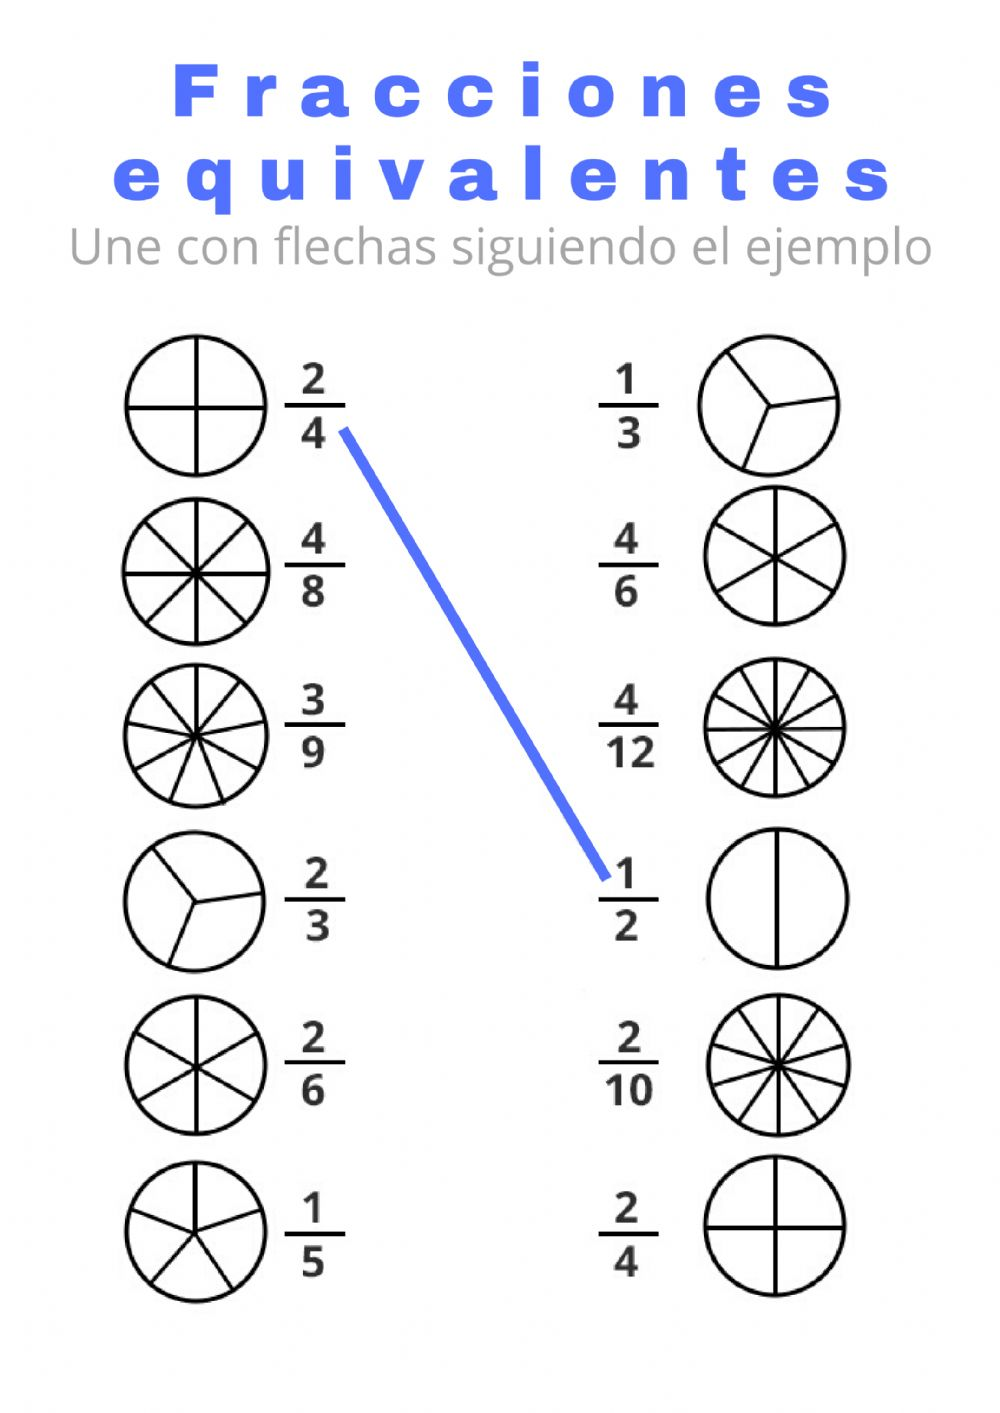 Fracciones
equivalentes
Une con flechas siguiendo el ejemplo
2/4 1/3
4/8 4/6
3/9 4/12
2/3 1/2
2/6 2/10
1/5 2/4